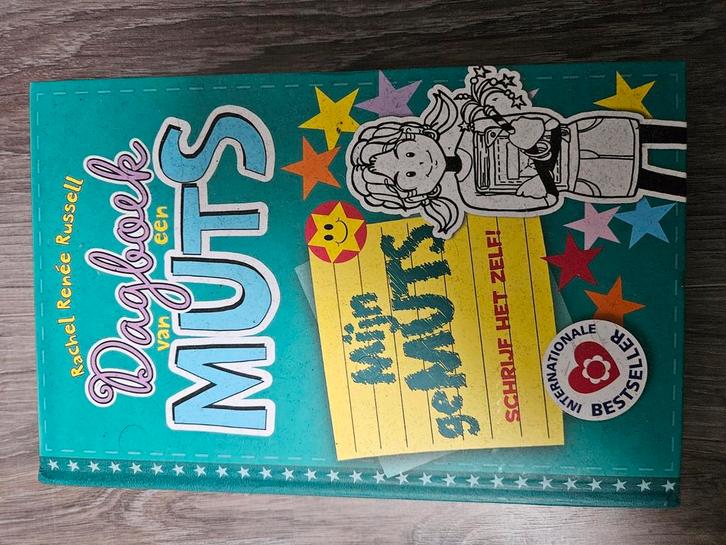 Rachel Renée Russell
Dagboek
van een
MUTS
Mijn
geMUTS
SCHRIJF HET ZELF!
INTERNATIONALE
BESTSELLER